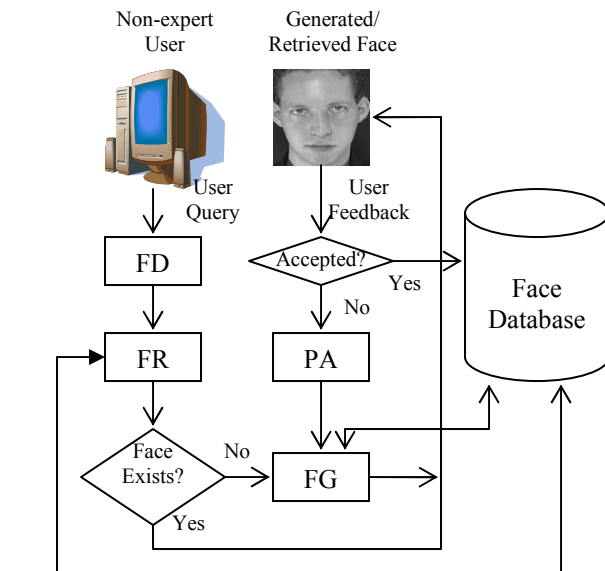 Non-expert
User
Generated/
Retrieved Face
User
Query
User
Feedback
FD
Accepted?
Yes
No
Face
Database
FR
PA
Face
Exists?
No
FG
Yes